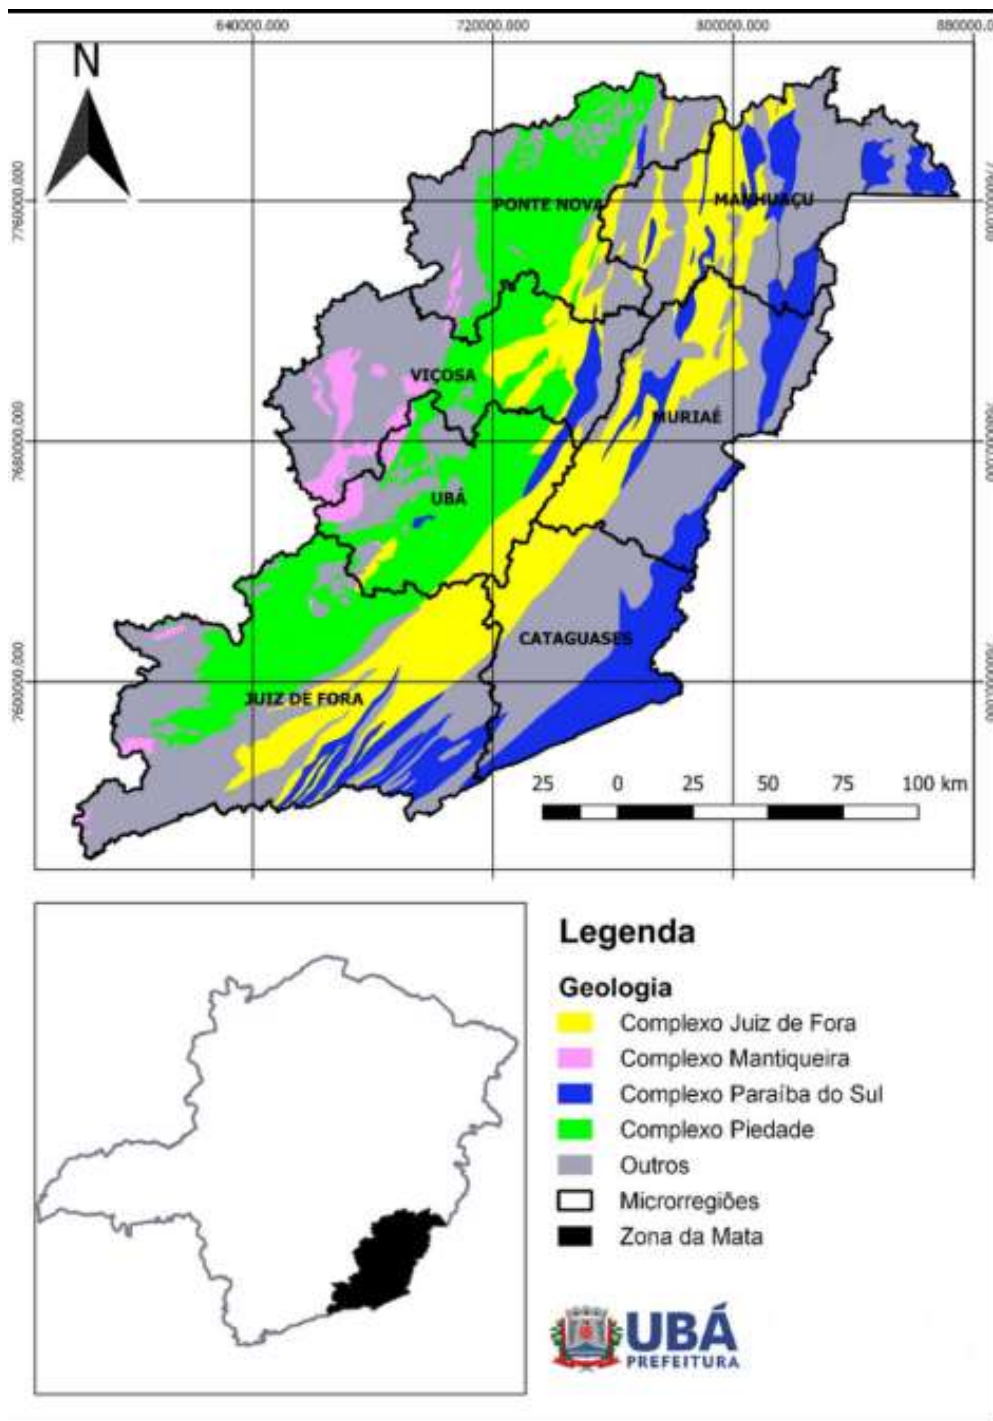 640000.000 720000.000 800000.000 880000.0
N
7760000.000
PONTE NOVA
MANHUAÇU
VIÇOSA
MURIAÉ
7680000.000
UBÁ
CATAGUASES
7600000.000
JUIZ DE FORA
25 0 25 50 75 100 km
Legenda
Geologia
Complexo Juiz de Fora
Complexo Mantiqueira
Complexo Paraíba do Sul
Complexo Piedade
Outros
Microrregiões
Zona da Mata
UBÁ
PREFEITURA